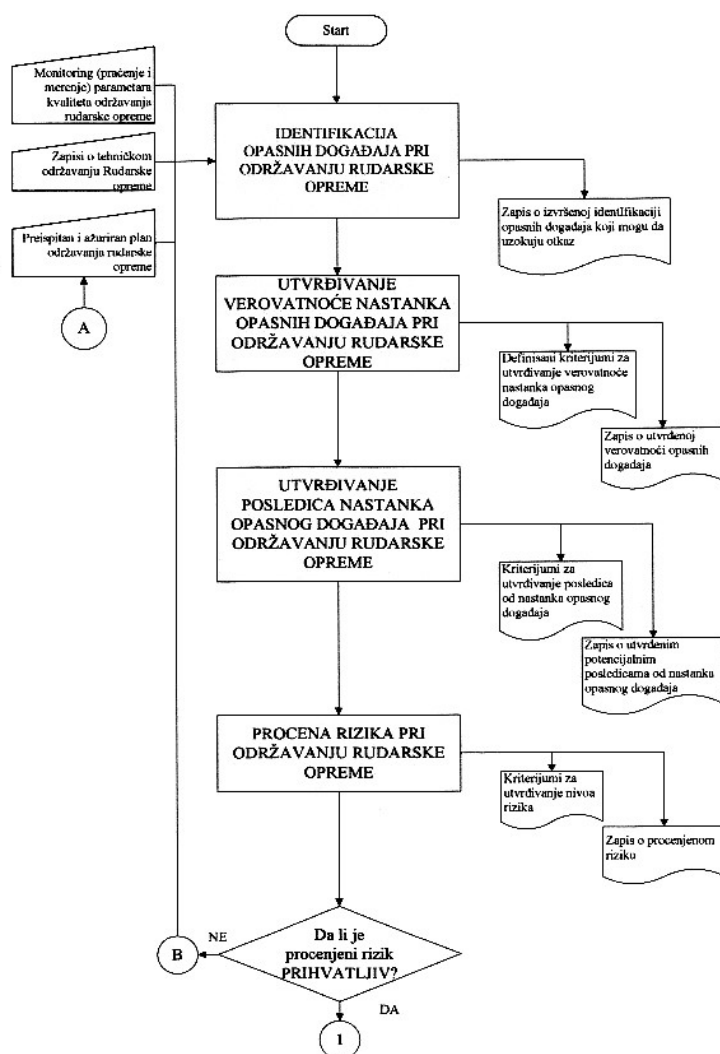 Start
Monitoring (praćenje i
merenje) parametara
kvaliteta održavanja
rudarske opreme
Zapisi o tehničkom
održavanju Rudarske
opreme
Preispitan i ažuriran plan
održavanja rudarske
opreme
A
IDENTIFIKACIJA
OPASNIH DOGAĐAJA PRI
ODRŽAVANJU RUDARSKE
OPREME
Zapis o izvršenoj identifikaciji
opasnih događaja koji mogu da
uzokuju otkaz
UTVRĐIVANJE
VEROVATNOĆE NASTANKA
OPASNIH DOGAĐAJA PRI
ODRŽAVANJU RUDARSKE
OPREME
Definisani kriterijumi za
utvrđivanje verovatnoće
nastanka opasnog
događaja
Zapis o utvrđenoj
verovatnoći opasnih
događaja
UTVRĐIVANJE
POSLEDICA NASTANKA
OPASNOG DOGAĐAJA PRI
ODRŽAVANJU RUDARSKE
OPREME
Kriterijumi za
utvrđivanje posledica
od nastanka opasnog
događaja
Zapis o utvrđenim
potencijalnim
posledicama od nastanka
opasnog događaja
PROCENA RIZIKA PRI
ODRŽAVANJU RUDARSKE
OPREME
Kriterijumi za
utvrđivanje nivoa
rizika
Zapis o procenjenom
riziku
B
NE
Da li je
procenjeni rizik
PRIHVATLJIV?
DA
1